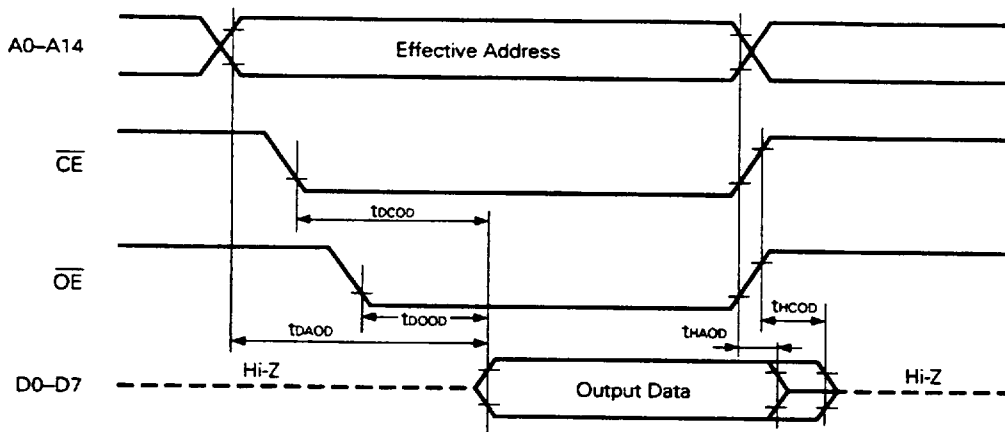 A0–A14
Effective Address
CE
tDCOD
OE
tDOOD
tDAOD
tHCOD
tHAOD
D0–D7
Hi-Z
Output Data
Hi-Z